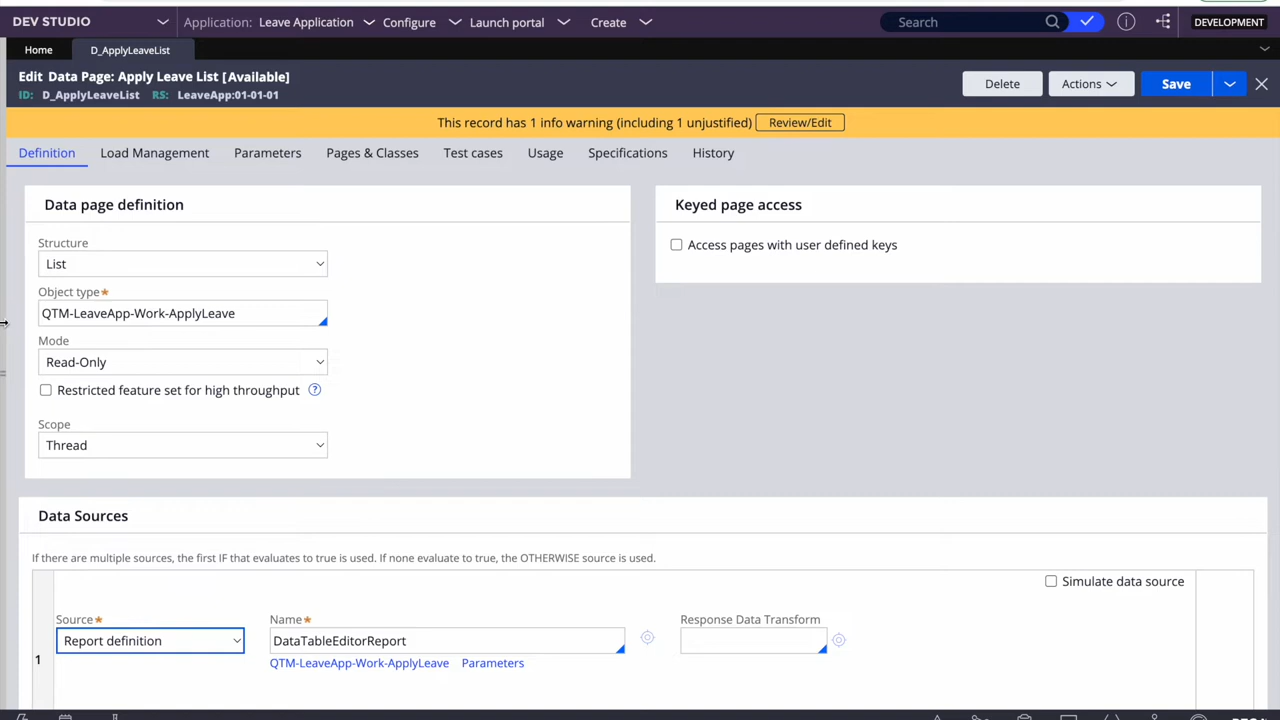 DEV STUDIO Application: Leave Application Configure Launch portal Create Search DEVELOPMENT
Home D_ApplyLeaveList
Edit Data Page: Apply Leave List [Available] Delete Actions Save
ID: D_ApplyLeaveList RS: LeaveApp:01-01-01
This record has 1 info warning (including 1 unjustified) Review/Edit
Definition Load Management Parameters Pages & Classes Test cases Usage Specifications History
Data page definition Keyed page access
Structure
Access pages with user defined keys
List
Object type*
QTM-LeaveApp-Work-ApplyLeave
Mode
Read-Only
Restricted feature set for high throughput ?
Scope
Thread
Data Sources
If there are multiple sources, the first IF that evaluates to true is used. If none evaluate to true, the OTHERWISE source is used.
Simulate data source
Source* Name* Response Data Transform
Report definition DataTableEditorReport
1 QTM-LeaveApp-Work-ApplyLeave Parameters